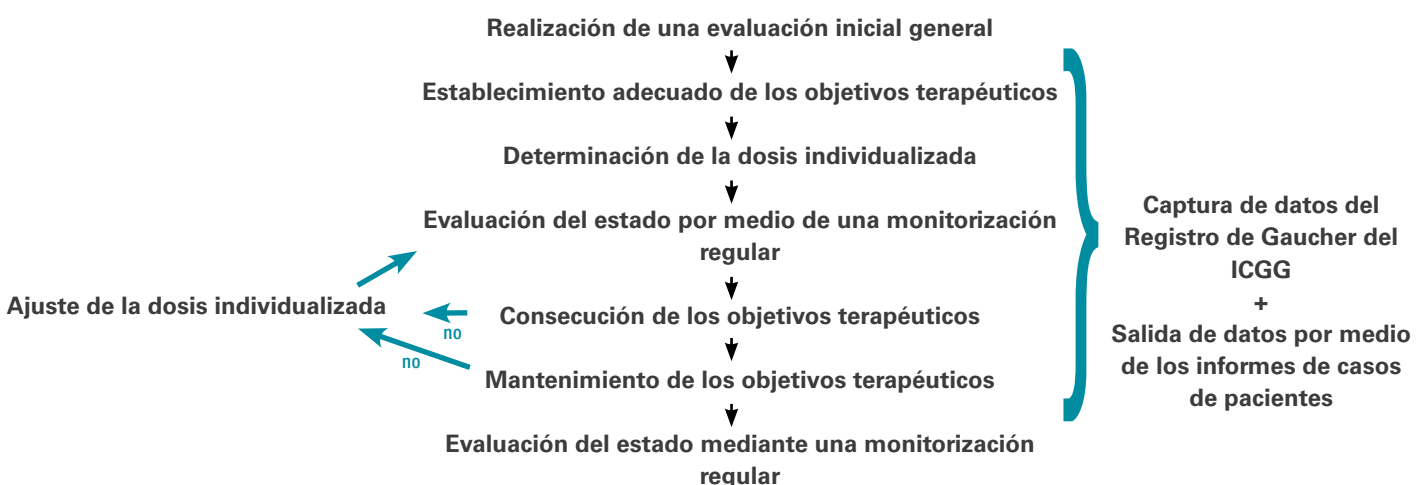 Realización de una evaluación inicial general
Establecimiento adecuado de los objetivos terapéuticos
Determinación de la dosis individualizada
Evaluación del estado por medio de una monitorización
regular
Ajuste de la dosis individualizada
no
Consecución de los objetivos terapéuticos
no
Mantenimiento de los objetivos terapéuticos
Evaluación del estado mediante una monitorización
regular
Captura de datos del
Registro de Gaucher del
ICGG
+
Salida de datos por medio
de los informes de casos
de pacientes